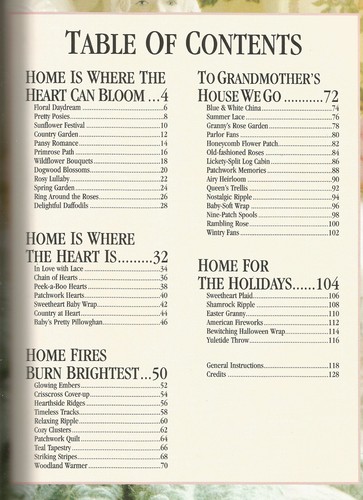 TABLE OF CONTENTS
HOME IS WHERE THE
HEART CAN BLOOM ...4
Floral Daydream ........ 6
Pretty Posies ........ 8
Sunflower Festival ........ 10
Country Garden ........ 12
Pansy Romance ........ 14
Primrose Path ........ 16
Wildflower Bouquets ........ 18
Dogwood Blossoms ........ 20
Rosy Lullaby ........ 22
Spring Garden ........ 24
Ring Around the Roses ........ 26
Delightful Daffodils ........ 28
HOME IS WHERE
THE HEART IS.........32
In Love with Lace ........ 34
Chain of Hearts ........ 36
Peek-a-Boo Hearts ........ 38
Patchwork Hearts ........ 40
Sweetheart Baby Wrap ........ 42
Country at Heart ........ 44
Baby's Pretty Pillowghan ........ 46
HOME FIRES
BURN BRIGHTEST...50
Glowing Embers ........ 52
Crisscross Cover-up ........ 54
Hearthside Ridges ........ 56
Timeless Tracks ........ 58
Relaxing Ripple ........ 60
Cozy Clusters ........ 62
Patchwork Quilt ........ 64
Teal Tapestry ........ 66
Striking Stripes ........ 68
Woodland Warmer ........ 70
TO GRANDMOTHER'S
HOUSE WE GO ...........72
Blue & White China ........ 74
Summer Lace ........ 76
Granny's Rose Garden ........ 78
Parlor Fans ........ 80
Honeycomb Flower Patch ........ 82
Old-fashioned Roses ........ 84
Lickety-Split Log Cabin ........ 86
Patchwork Memories ........ 88
Airy Heirloom ........ 90
Queen's Trellis ........ 92
Nostalgic Ripple ........ 94
Baby-Soft Wrap ........ 96
Nine-Patch Spools ........ 98
Rambling Rose ........ 100
Wintry Fans ........ 102
HOME FOR
THE HOLIDAYS.......104
Sweetheart Plaid ........ 106
Shamrock Ripple ........ 108
Easter Granny ........ 110
American Fireworks ........ 112
Bewitching Halloween Wrap ........ 114
Yuletide Throw ........ 116
General Instructions ........ 118
Credits ........ 128